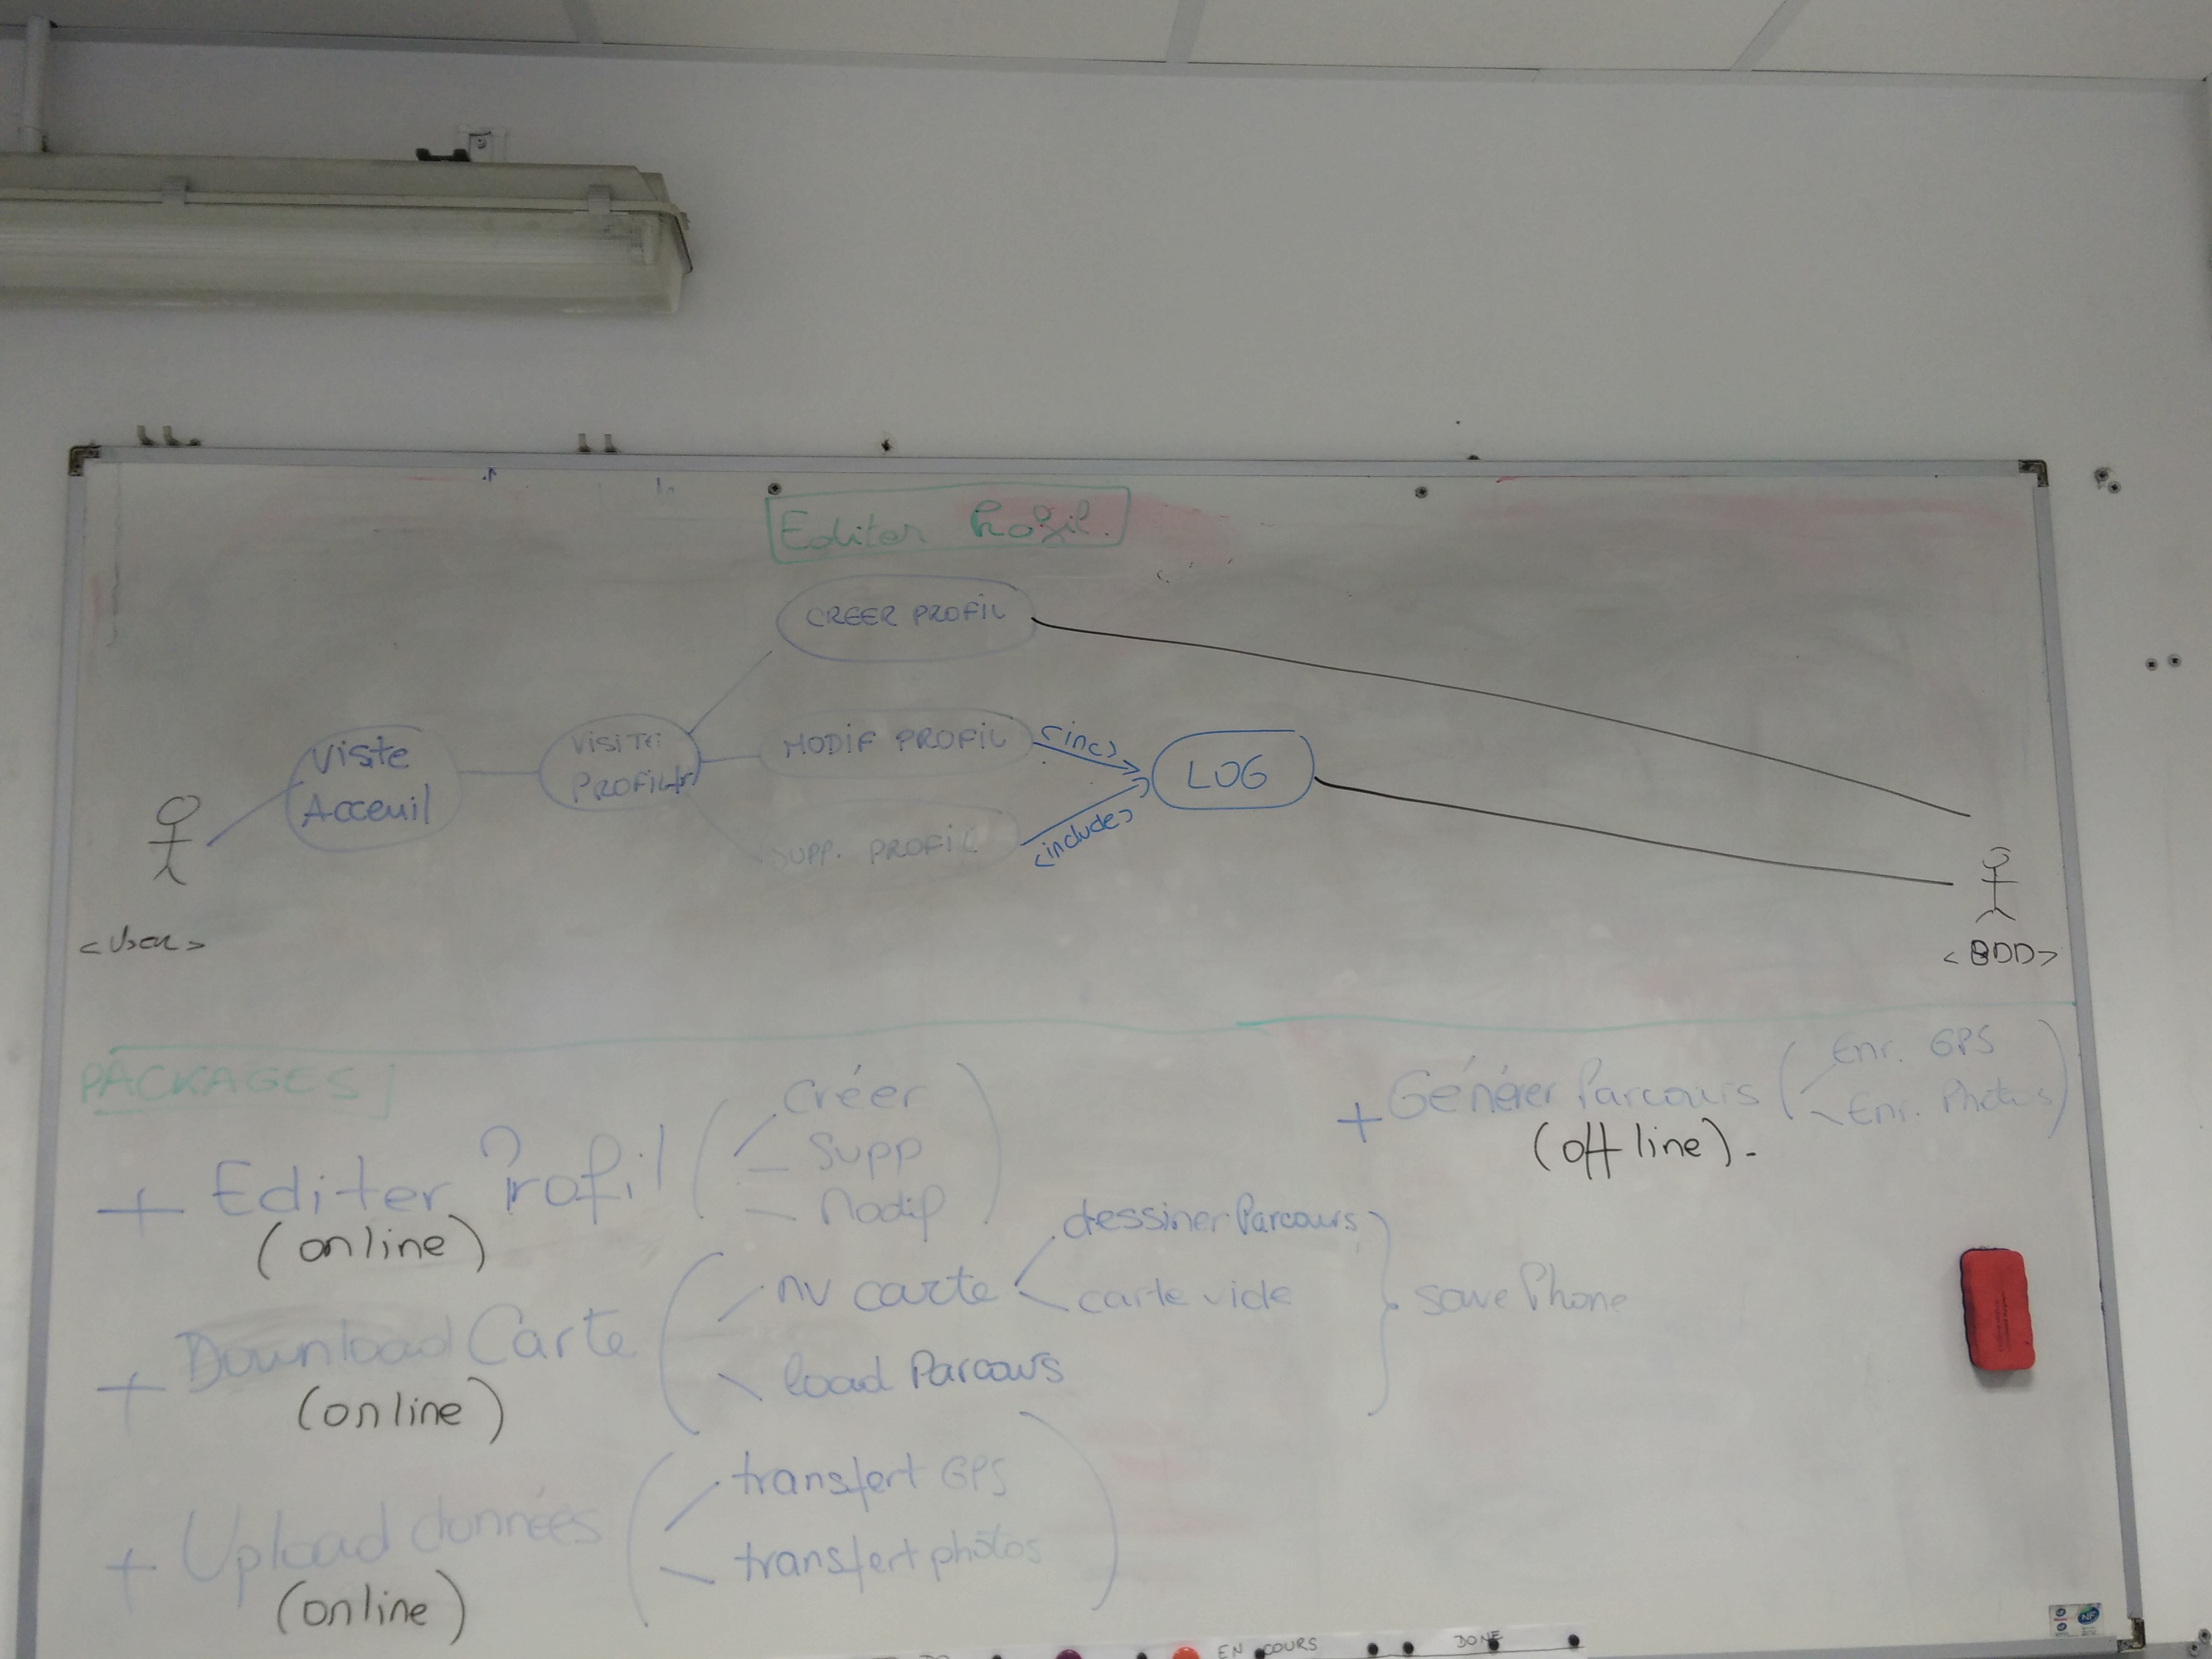 Editer Profil.
CREER PROFIL
Visite
Acceuil
VISITE
PROFIL
MODIF PROFIL
<inc>
LOG
SUPP. PROFIL
<include>
<User>
<BDD>
PACKAGES
+ Editer Profil
(online)
Créer
Supp
Modif
+ Générer Parcours
(off line).
Enr. GPS
Enr. Photos
+ Download Carte
(online)
nv carte
dessiner Parcours
carte vide
load Parcours
save Phone
+ Upload données
(online)
transfert GPS
transfert photos
EN COURS
DONE